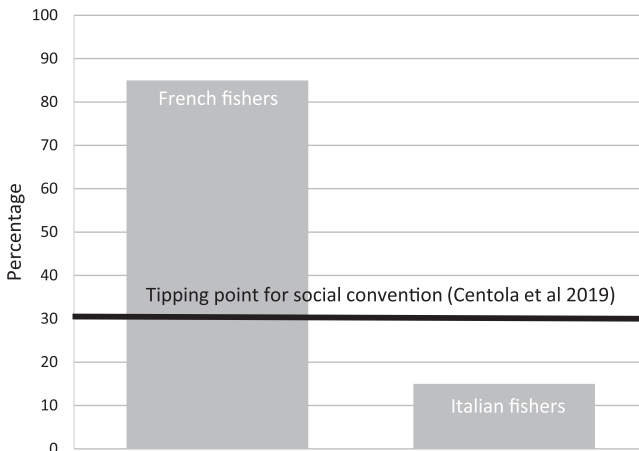 100
90
80
70
60
50
40
30
20
10
0
Percentage
French fishers
Tipping point for social convention (Centola et al 2019)
Italian fishers